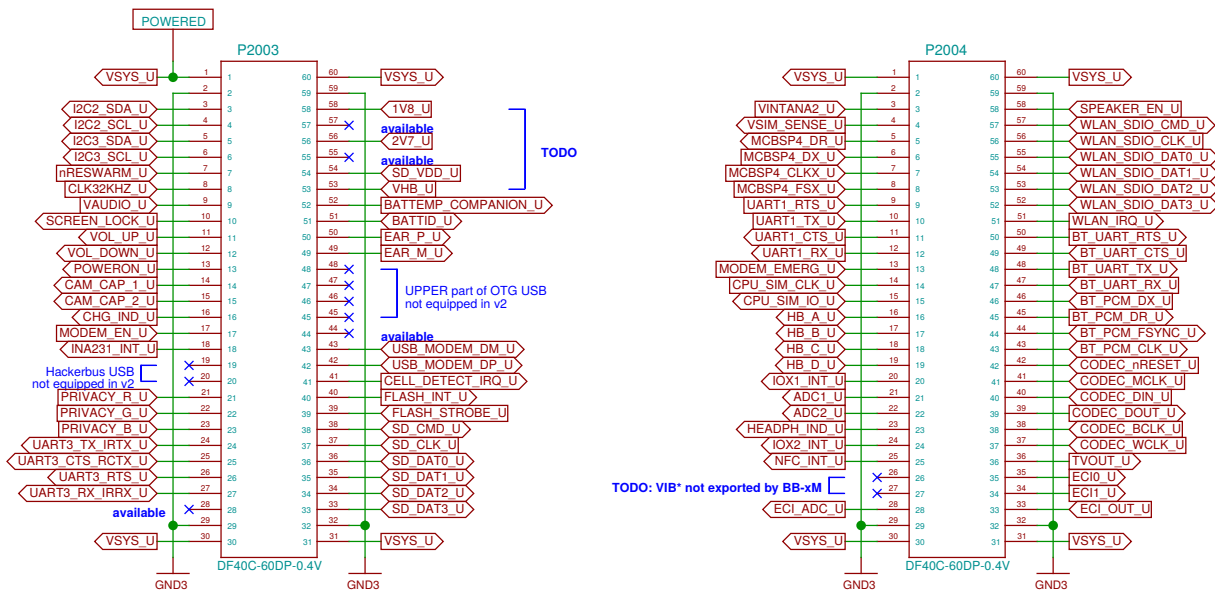 POWERED
P2003
VSYS_U 1 1 60 60 VSYS_U
2 2 59 59
I2C2_SDA_U 3 3 58 58 1V8_U
I2C2_SCL_U 4 4 57 57 available
I2C3_SDA_U 5 5 56 56 2V7_U
I2C3_SCL_U 6 6 55 55 available
TODO
nRESWARM_U 7 7 54 54 SD_VDD_U
CLK32KHZ_U 8 8 53 53 VHB_U
VAUDIO_U 9 9 52 52 BATTEMP_COMPANION_U
SCREEN_LOCK_U 10 10 51 51 BATTID_U
VOL_UP_U 11 11 50 50 EAR_P_U
VOL_DOWN_U 12 12 49 49 EAR_M_U
POWERON_U 13 13 48 48
CAM_CAP_1_U 14 14 47 47
UPPER part of OTG USB
not equipped in v2
CAM_CAP_2_U 15 15 46 46
CHG_IND_U 16 16 45 45
MODEM_EN_U 17 17 44 44 available
INA231_INT_U 18 18 43 43 USB_MODEM_DM_U
Hackerbus USB
not equipped in v2
19 19 42 42 USB_MODEM_DP_U
20 20 41 41 CELL_DETECT_IRQ_U
PRIVACY_R_U 21 21 40 40 FLASH_INT_U
PRIVACY_G_U 22 22 39 39 FLASH_STROBE_U
PRIVACY_B_U 23 23 38 38 SD_CMD_U
UART3_TX_IRTX_U 24 24 37 37 SD_CLK_U
UART3_CTS_RCTX_U 25 25 36 36 SD_DAT0_U
UART3_RTS_U 26 26 35 35 SD_DAT1_U
UART3_RX_IRRX_U 27 27 34 34 SD_DAT2_U
available 28 28 33 33 SD_DAT3_U
29 29 32 32
VSYS_U 30 30 31 31 VSYS_U
DF40C-60DP-0.4V
GND3 GND3
P2004
VSYS_U 1 1 60 60 VSYS_U
2 2 59 59
VINTANA2_U 3 3 58 58 SPEAKER_EN_U
VSIM_SENSE_U 4 4 57 57 WLAN_SDIO_CMD_U
MCBSP4_DR_U 5 5 56 56 WLAN_SDIO_CLK_U
MCBSP4_DX_U 6 6 55 55 WLAN_SDIO_DAT0_U
MCBSP4_CLKX_U 7 7 54 54 WLAN_SDIO_DAT1_U
MCBSP4_FSX_U 8 8 53 53 WLAN_SDIO_DAT2_U
UART1_RTS_U 9 9 52 52 WLAN_SDIO_DAT3_U
UART1_TX_U 10 10 51 51 WLAN_IRQ_U
UART1_CTS_U 11 11 50 50 BT_UART_RTS_U
UART1_RX_U 12 12 49 49 BT_UART_CTS_U
MODEM_EMERG_U 13 13 48 48 BT_UART_TX_U
CPU_SIM_CLK_U 14 14 47 47 BT_UART_RX_U
CPU_SIM_IO_U 15 15 46 46 BT_PCM_DX_U
HB_A_U 16 16 45 45 BT_PCM_DR_U
HB_B_U 17 17 44 44 BT_PCM_FSYNC_U
HB_C_U 18 18 43 43 BT_PCM_CLK_U
HB_D_U 19 19 42 42 CODEC_nRESET_U
IOX1_INT_U 20 20 41 41 CODEC_MCLK_U
ADC1_U 21 21 40 40 CODEC_DIN_U
ADC2_U 22 22 39 39 CODEC_DOUT_U
HEADPH_IND_U 23 23 38 38 CODEC_BCLK_U
IOX2_INT_U 24 24 37 37 CODEC_WCLK_U
NFC_INT_U 25 25 36 36 TVOUT_U
26 26 35 35 ECI0_U
TODO: VIB* not exported by BB-xM
27 27 34 34 ECI1_U
ECI_ADC_U 28 28 33 33 ECI_OUT_U
29 29 32 32
VSYS_U 30 30 31 31 VSYS_U
DF40C-60DP-0.4V
GND3 GND3